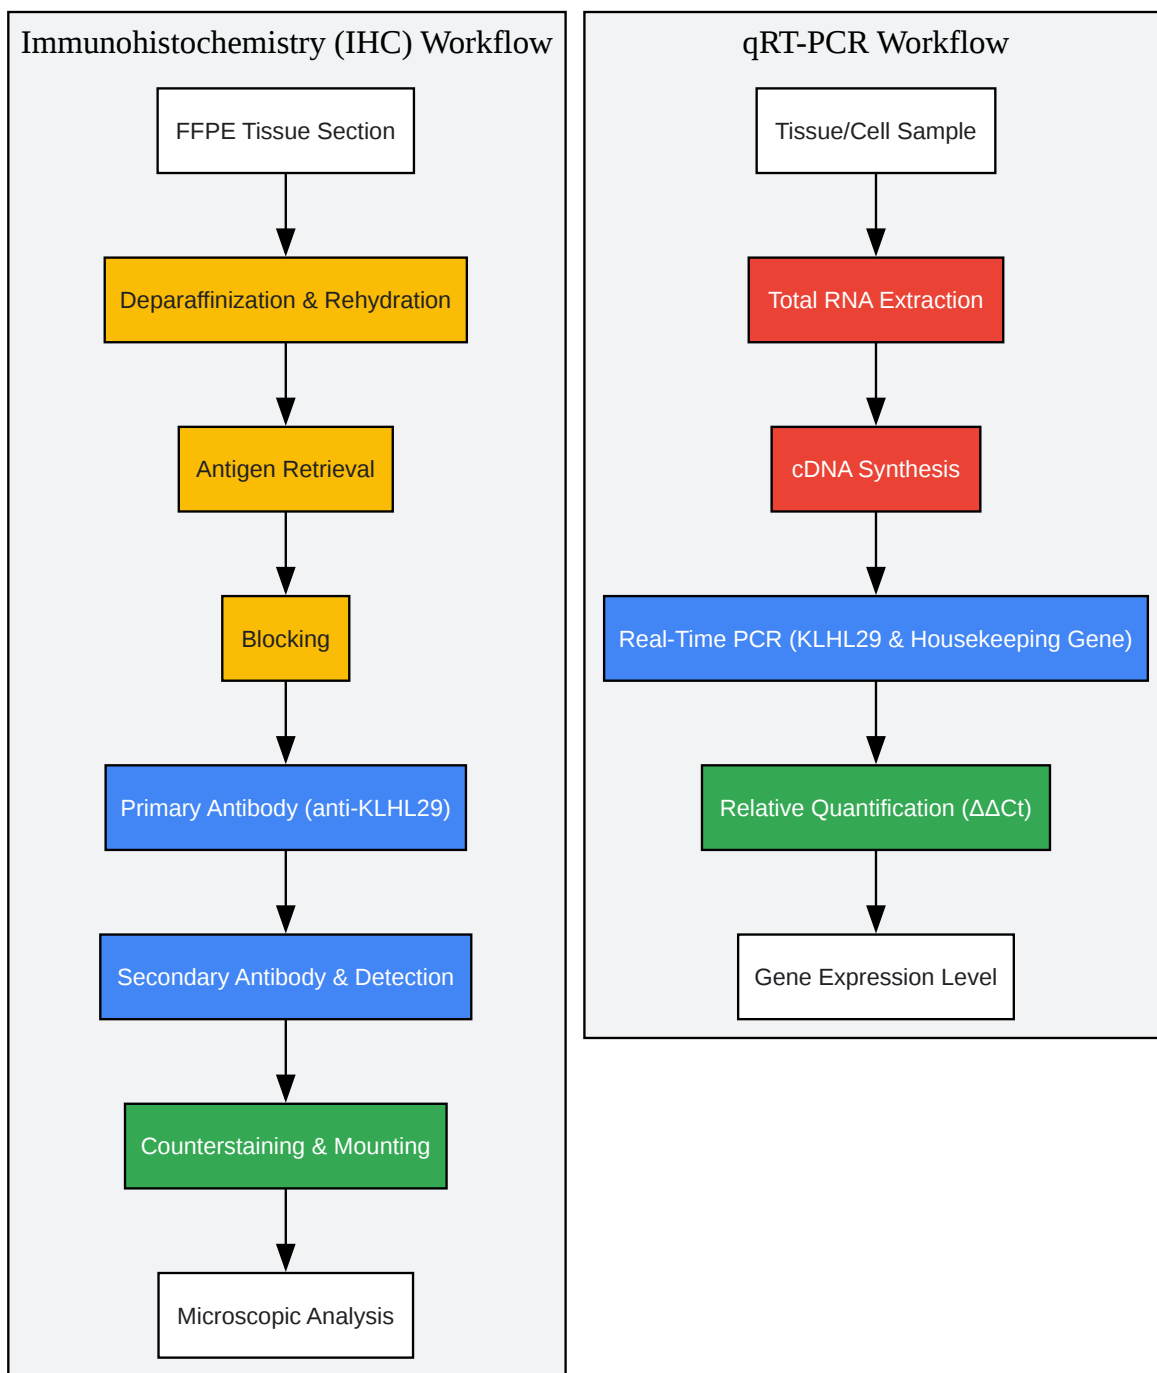 Immunohistochemistry (IHC) Workflow
FFPE Tissue Section
Deparaffinization & Rehydration
Antigen Retrieval
Blocking
Primary Antibody (anti-KLHL29)
Secondary Antibody & Detection
Counterstaining & Mounting
Microscopic Analysis
qRT-PCR Workflow
Tissue/Cell Sample
Total RNA Extraction
cDNA Synthesis
Real-Time PCR (KLHL29 & Housekeeping Gene)
Relative Quantification (ΔΔCt)
Gene Expression Level